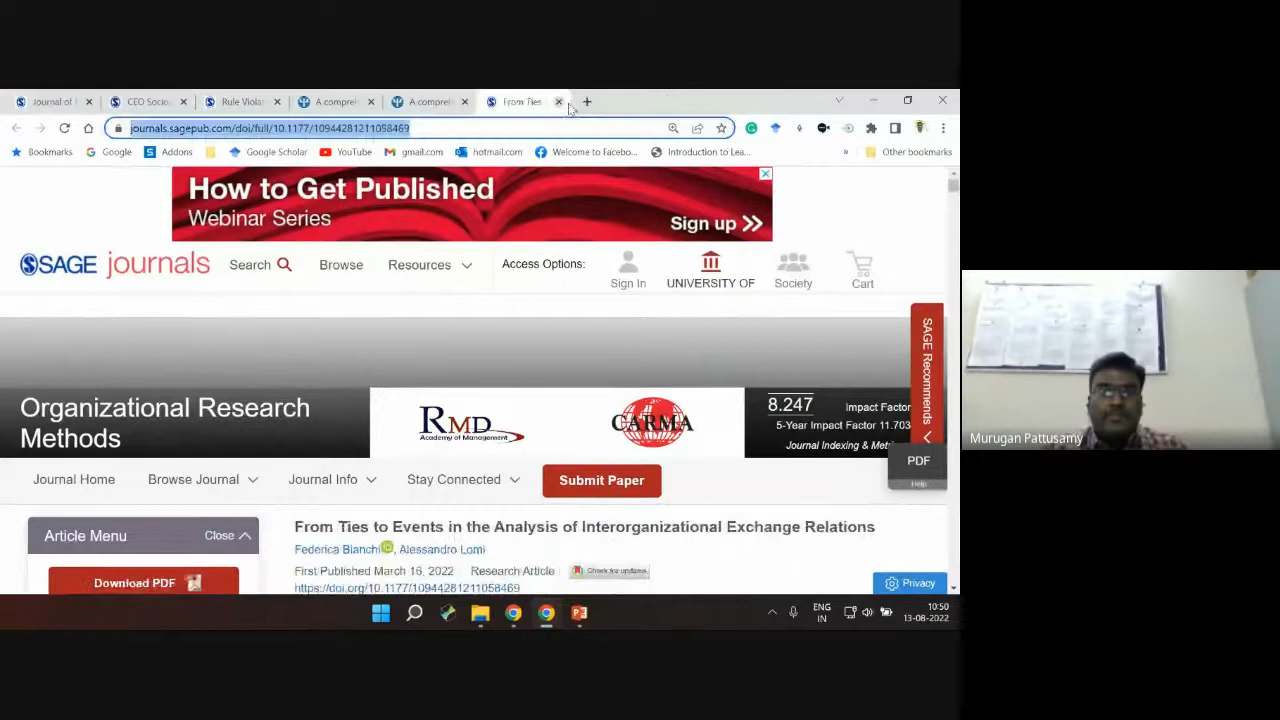 Journal of
CEO Socio
Rule Viola
A compreh
A compreh
From Ties
journals.sagepub.com/doi/full/10.1177/10944281211058469
Bookmarks
Google
Addons
Google Scholar
YouTube
gmail.com
hotmail.com
Welcome to Facebo...
Introduction to Lea...
»
Other bookmarks
How to Get Published
Webinar Series
Sign up
SAGE journals
Search
Browse
Resources
Access Options:
Sign In
UNIVERSITY OF
Society
Cart
SAGE Recommends
Organizational Research
Methods
RMD
Academy of Management
CARMA
8.247 Impact Factor
5-Year Impact Factor 11.703
Journal Indexing & Met
PDF
Help
Murugan Pattusamy
Journal Home
Browse Journal
Journal Info
Stay Connected
Submit Paper
Article Menu
Close
From Ties to Events in the Analysis of Interorganizational Exchange Relations
Federica Bianchi, Alessandro Lomi
First Published March 16, 2022 Research Article
Check for updates
https://doi.org/10.1177/10944281211058469
Download PDF
Privacy
ENG
IN
10:50
13-08-2022